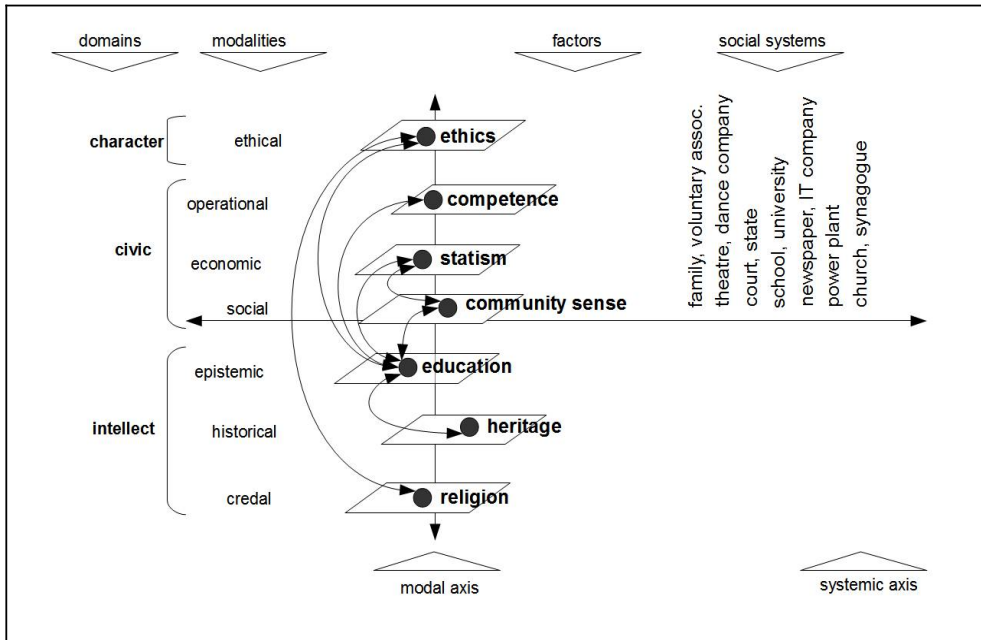 domains modalities factors social systems
character ethical ethics
operational competence
civic
economic statism
social community sense
epistemic education
intellect historical heritage
credal religion
family, voluntary assoc.
theatre, dance company
court, state
school, university
newspaper, IT company
power plant
church, synagogue
modal axis systemic axis